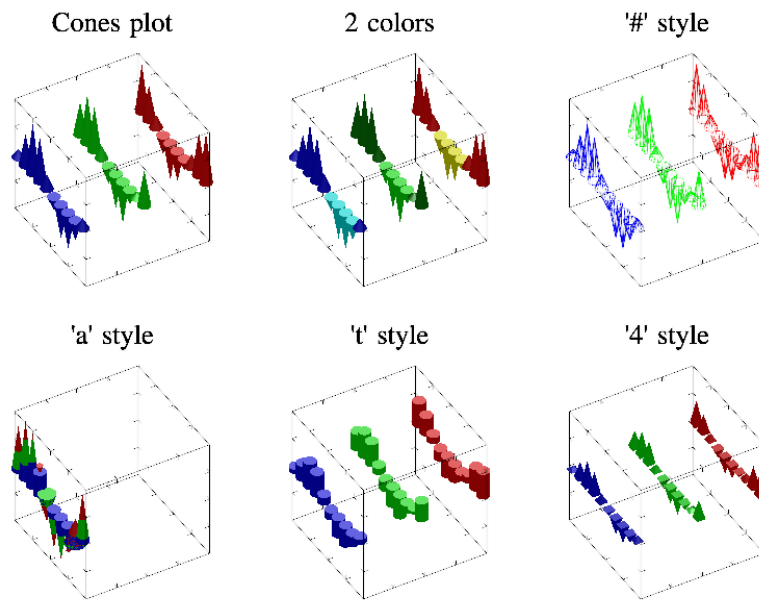 Cones plot
2 colors
'#' style
'a' style
't' style
'4' style